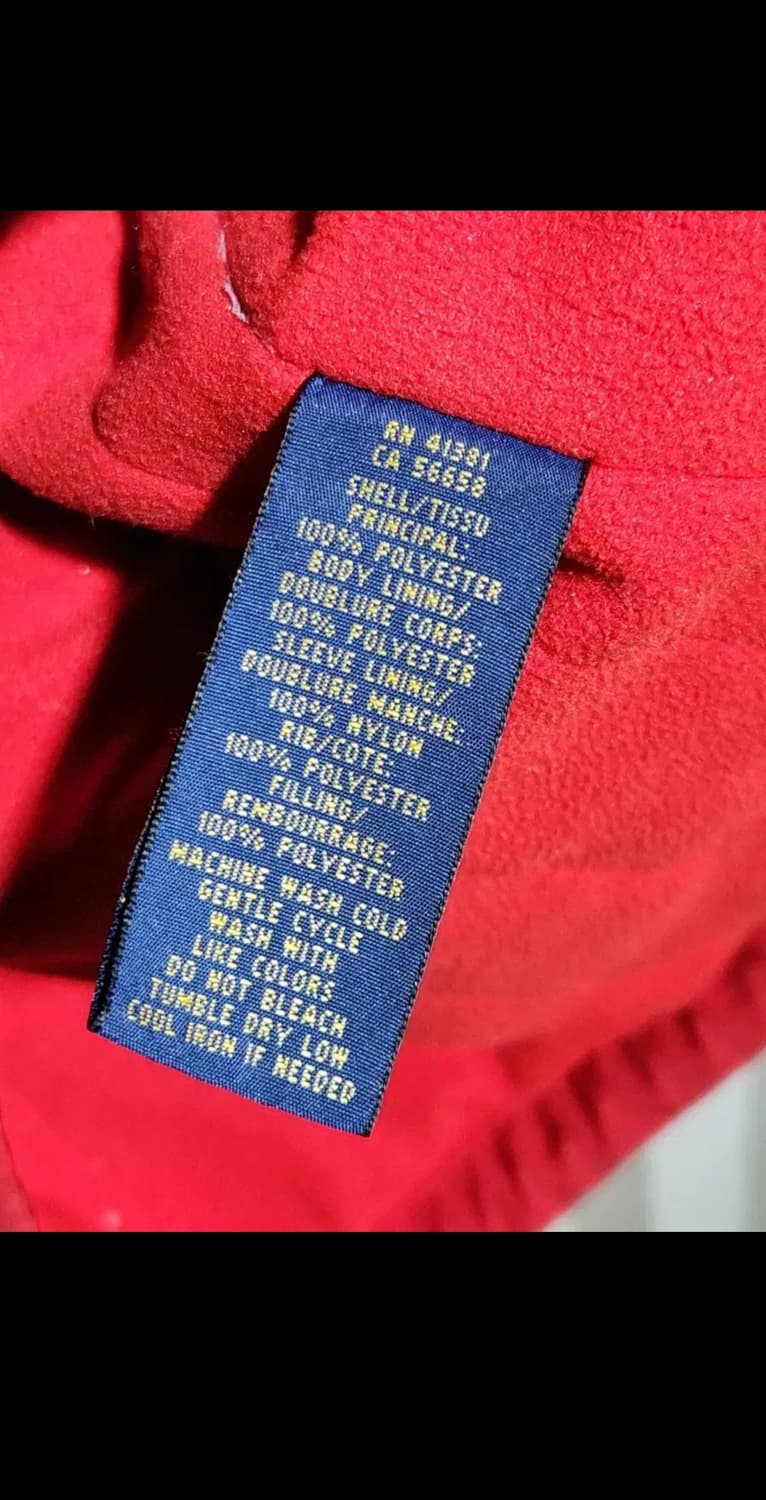 RN 41381
CA 56658
SHELL/TISSU
PRINCIPAL:
100% POLYESTER
BODY LINING/
DOUBLURE CORPS:
100% POLYESTER
SLEEVE LINING/
DOUBLURE MANCHE:
100% NYLON
RIB/COTE:
100% POLYESTER
FILLING/
REMBOURRAGE:
100% POLYESTER
MACHINE WASH COLD
GENTLE CYCLE
WASH WITH
LIKE COLORS
DO NOT BLEACH
TUMBLE DRY LOW
COOL IRON IF NEEDED